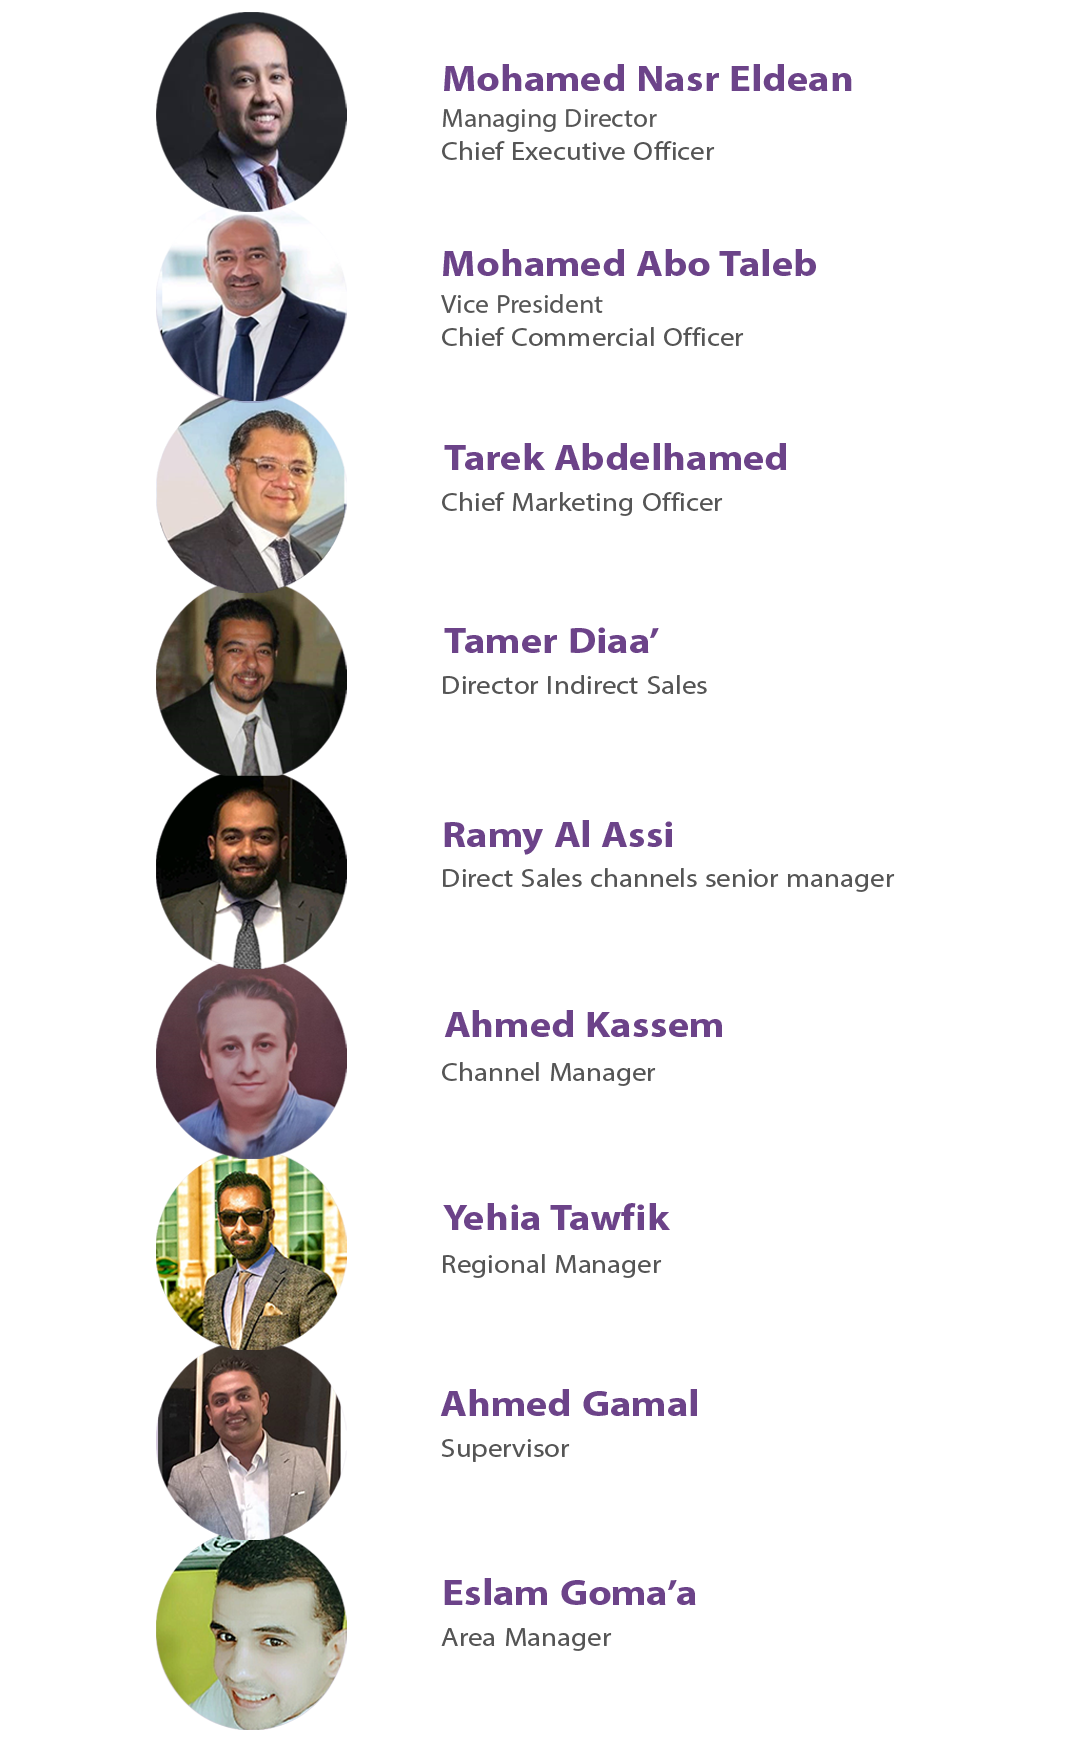 Mohamed Nasr Eldean
Managing Director
Chief Executive Officer
Mohamed Abo Taleb
Vice President
Chief Commercial Officer
Tarek Abdelhamed
Chief Marketing Officer
Tamer Diaa’
Director Indirect Sales
Ramy Al Assi
Direct Sales channels senior manager
Ahmed Kassem
Channel Manager
Yehia Tawfik
Regional Manager
Ahmed Gamal
Supervisor
Eslam Goma’a
Area Manager